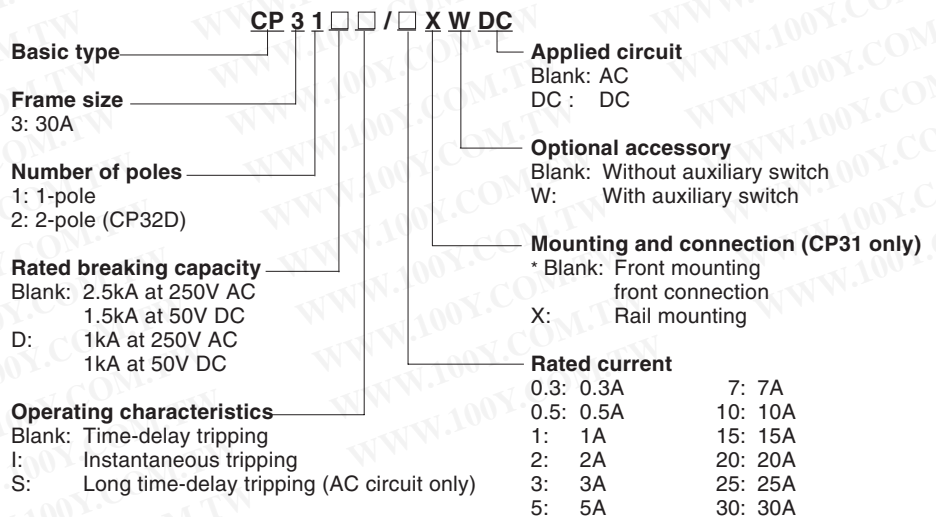 CP 3 1 □ □ / □ X W DC
Basic type
Frame size
3: 30A
Number of poles
1: 1-pole
2: 2-pole (CP32D)
Rated breaking capacity
Blank: 2.5kA at 250V AC
1.5kA at 50V DC
D: 1kA at 250V AC
1kA at 50V DC
Operating characteristics
Blank: Time-delay tripping
I: Instantaneous tripping
S: Long time-delay tripping (AC circuit only)
Applied circuit
Blank: AC
DC : DC
Optional accessory
Blank: Without auxiliary switch
W: With auxiliary switch
Mounting and connection (CP31 only)
* Blank: Front mounting
front connection
X: Rail mounting
Rated current
0.3: 0.3A 7: 7A
0.5: 0.5A 10: 10A
1: 1A 15: 15A
2: 2A 20: 20A
3: 3A 25: 25A
5: 5A 30: 30A
WWW.100Y.COM.TW